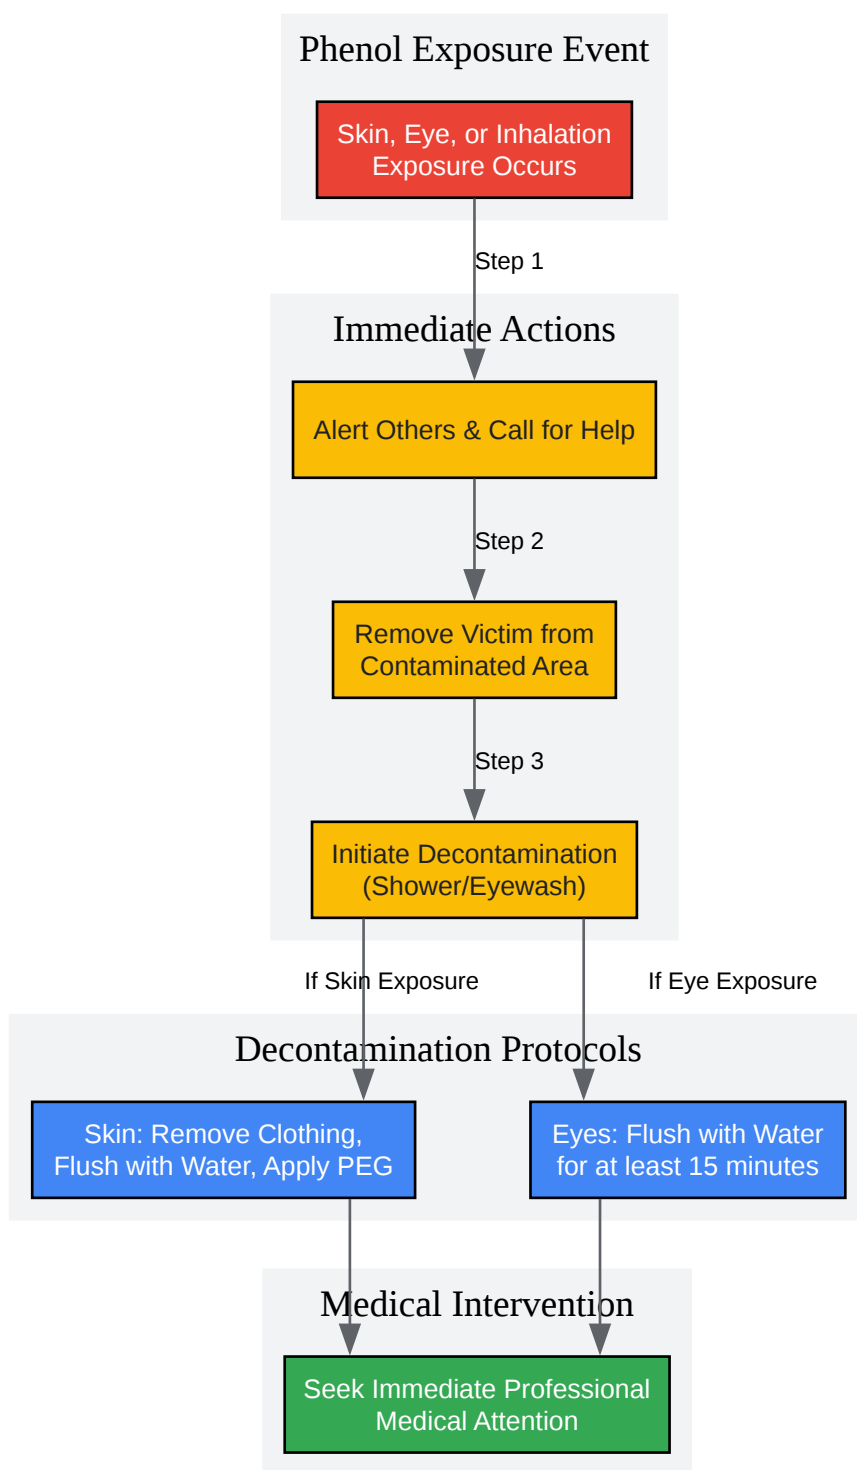 Phenol Exposure Event
Skin, Eye, or Inhalation
Exposure Occurs
Step 1
Immediate Actions
Alert Others & Call for Help
Step 2
Remove Victim from
Contaminated Area
Step 3
Initiate Decontamination
(Shower/Eyewash)
If Skin Exposure
If Eye Exposure
Decontamination Protocols
Skin: Remove Clothing,
Flush with Water, Apply PEG
Eyes: Flush with Water
for at least 15 minutes
Medical Intervention
Seek Immediate Professional
Medical Attention